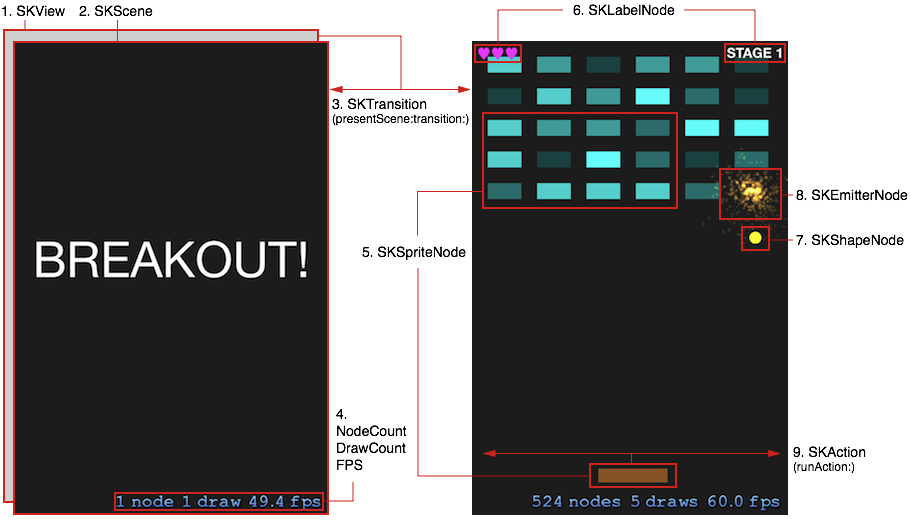 1. SKView
2. SKScene
BREAKOUT!
1 node 1 draw 49.4 fps
3. SKTransition
(presentScene:transition:)
4.
NodeCount
DrawCount
FPS
5. SKSpriteNode
6. SKLabelNode
♥♥♥
STAGE 1
8. SKEmitterNode
7. SKShapeNode
9. SKAction
(runAction:)
524 nodes 5 draws 60.0 fps